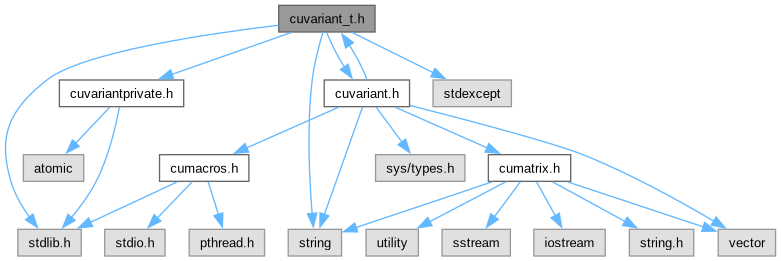 cuvariant_t.h
cuvariantprivate.h
cuvariant.h
stdexcept
atomic
cumacros.h
sys/types.h
cumatrix.h
stdlib.h
stdio.h
pthread.h
string
utility
sstream
iostream
string.h
vector